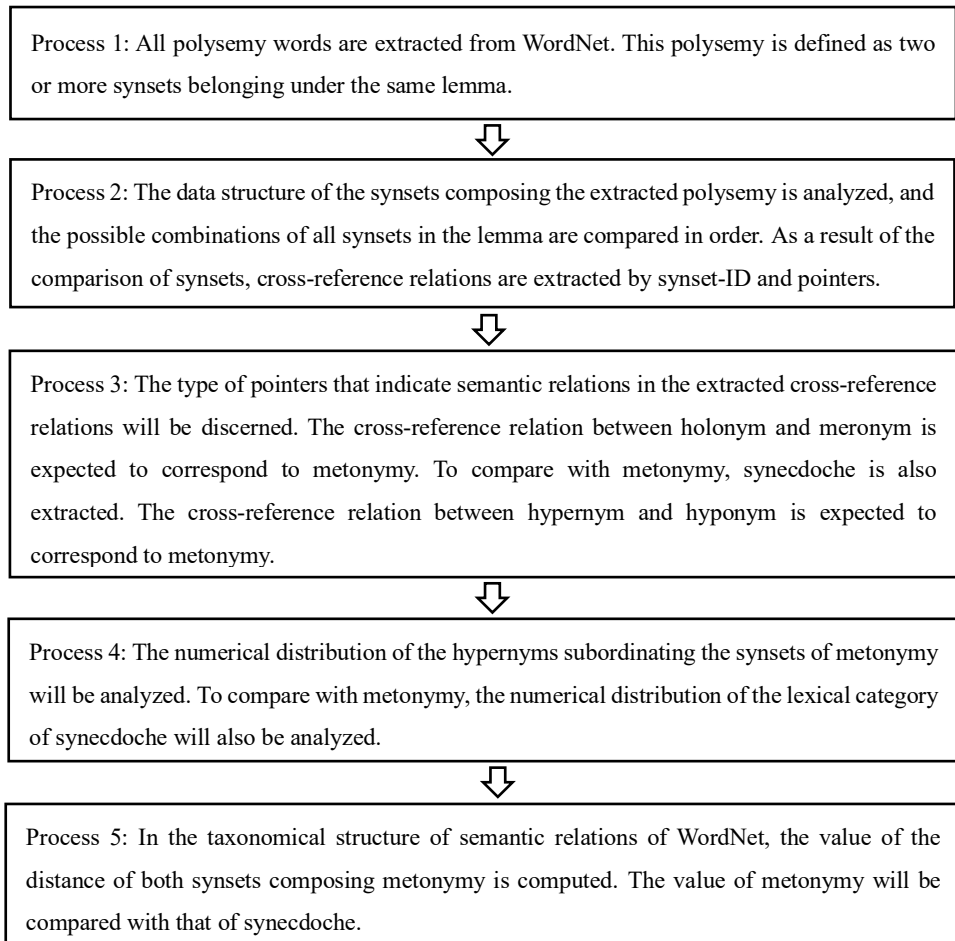 Process 1: All polysemy words are extracted from WordNet. This polysemy is defined as two
or more synsets belonging under the same lemma.
Process 2: The data structure of the synsets composing the extracted polysemy is analyzed, and
the possible combinations of all synsets in the lemma are compared in order. As a result of the
comparison of synsets, cross-reference relations are extracted by synset-ID and pointers.
Process 3: The type of pointers that indicate semantic relations in the extracted cross-reference
relations will be discerned. The cross-reference relation between holonym and meronym is
expected to correspond to metonymy. To compare with metonymy, synecdoche is also
extracted. The cross-reference relation between hypernym and hyponym is expected to
correspond to metonymy.
Process 4: The numerical distribution of the hypernyms subordinating the synsets of metonymy
will be analyzed. To compare with metonymy, the numerical distribution of the lexical category
of synecdoche will also be analyzed.
Process 5: In the taxonomical structure of semantic relations of WordNet, the value of the
distance of both synsets composing metonymy is computed. The value of metonymy will be
compared with that of synecdoche.